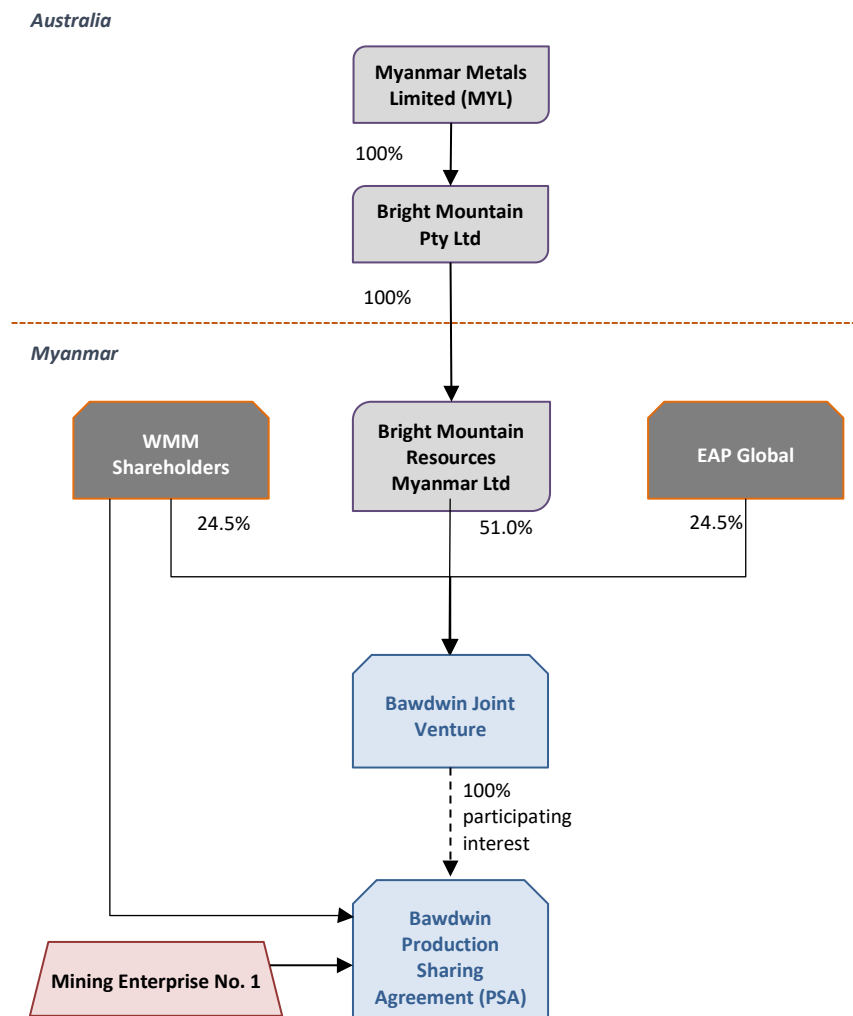 Australia
Myanmar Metals
Limited (MYL)
100%
Bright Mountain
Pty Ltd
100%
Myanmar
WMM
Shareholders
Bright Mountain
Resources
Myanmar Ltd
EAP Global
24.5%
51.0%
24.5%
Bawdwin Joint
Venture
100%
participating
interest
Bawdwin
Production
Sharing
Agreement (PSA)
Mining Enterprise No. 1